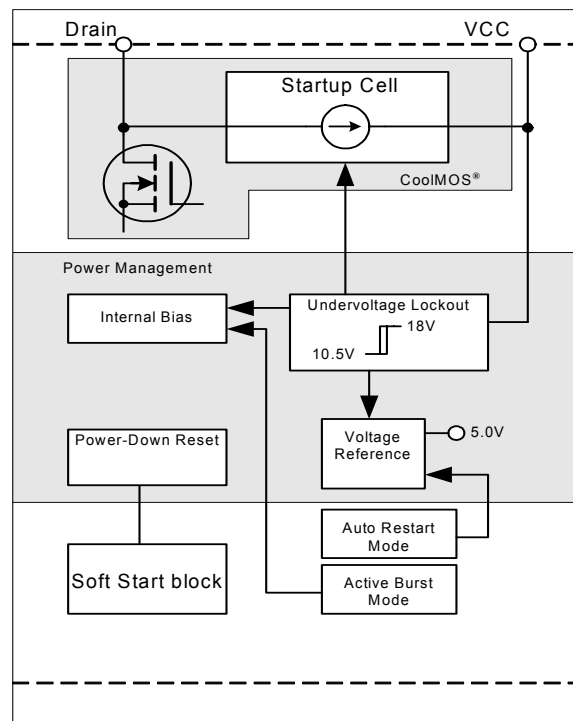 Drain
VCC
Startup Cell
CoolMOS®
Power Management
Internal Bias
Undervoltage Lockout
18V
10.5V
Power-Down Reset
Voltage
Reference
5.0V
Auto Restart
Mode
Soft Start block
Active Burst
Mode